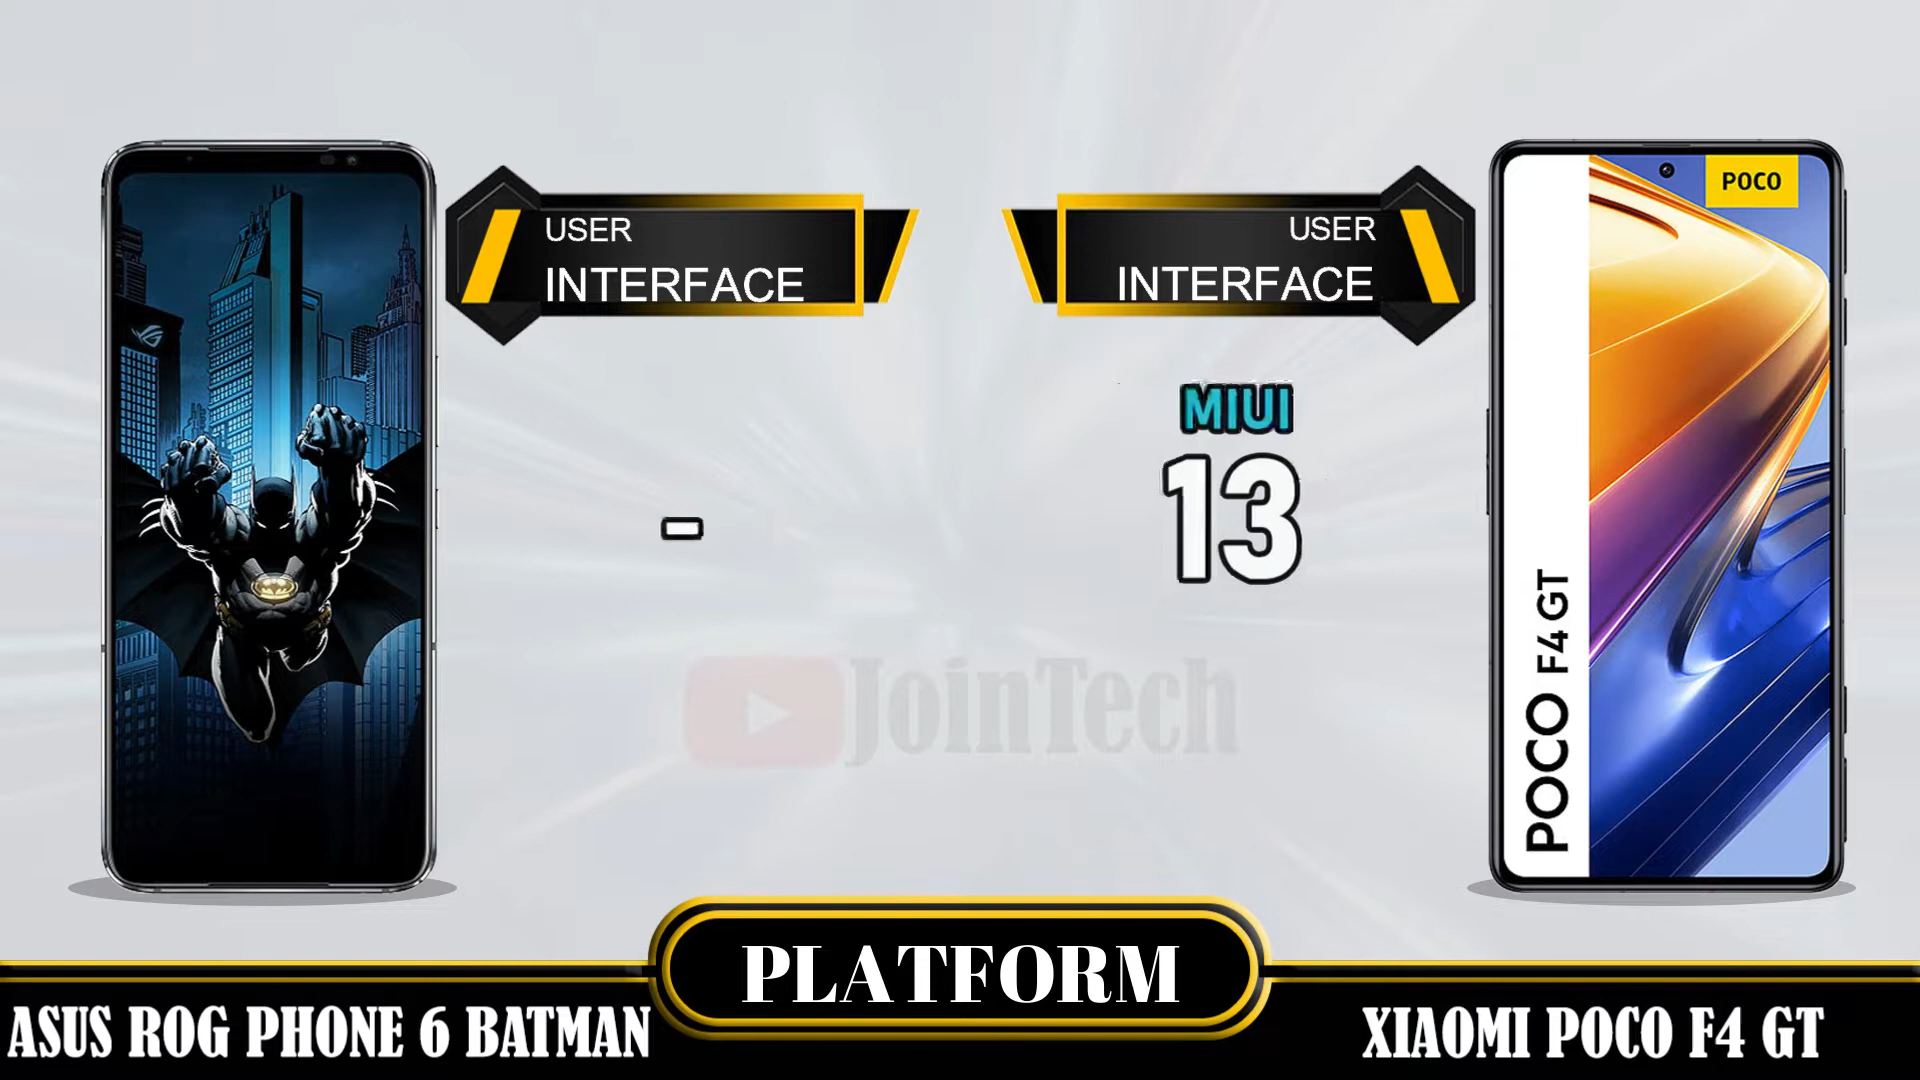 USER
INTERFACE
-
USER
INTERFACE
MIUI
13
POCO
POCO F4 GT
JoinTech
PLATFORM
ASUS ROG PHONE 6 BATMAN
XIAOMI POCO F4 GT